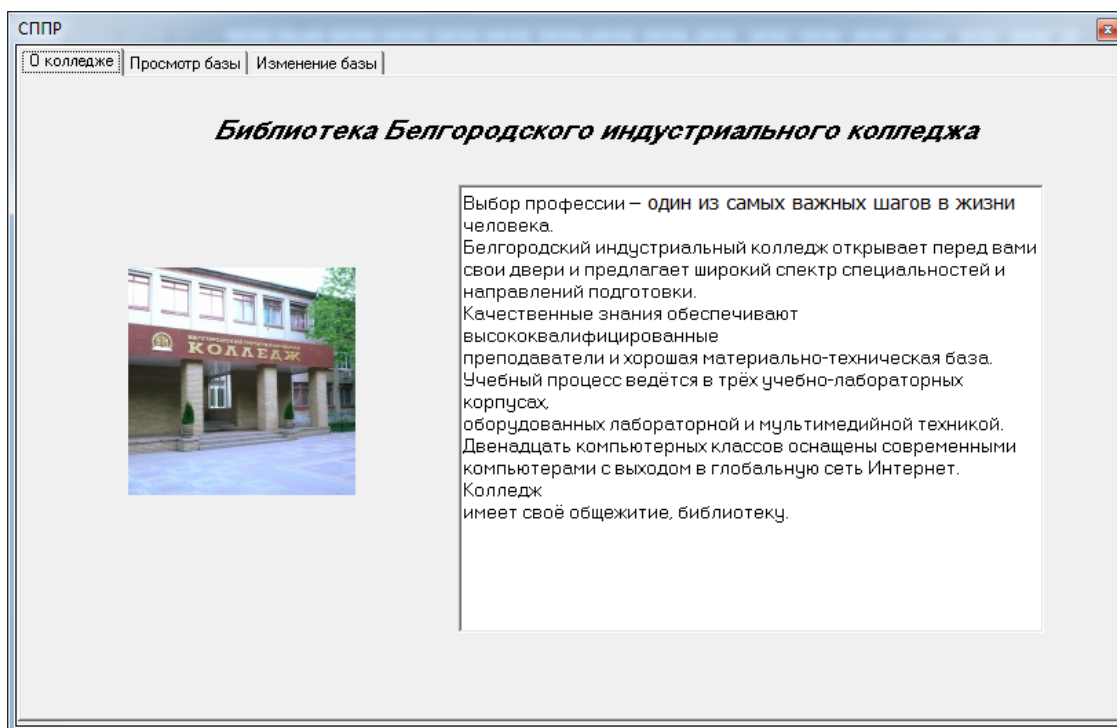 СППР
О колледже
Просмотр базы
Изменение базы
Библиотека Белгородского индустриального колледжа
Выбор профессии – один из самых важных шагов в жизни
человека.
Белгородский индустриальный колледж открывает перед вами
свои двери и предлагает широкий спектр специальностей и
направлений подготовки.
Качественные знания обеспечивают
высококвалифицированные
преподаватели и хорошая материально-техническая база.
Учебный процесс ведётся в трёх учебно-лабораторных
корпусах,
оборудованных лабораторной и мультимедийной техникой.
Двенадцать компьютерных классов оснащены современными
компьютерами с выходом в глобальную сеть Интернет.
Колледж
имеет своё общежитие, библиотеку.
КОЛЛЕДЖ